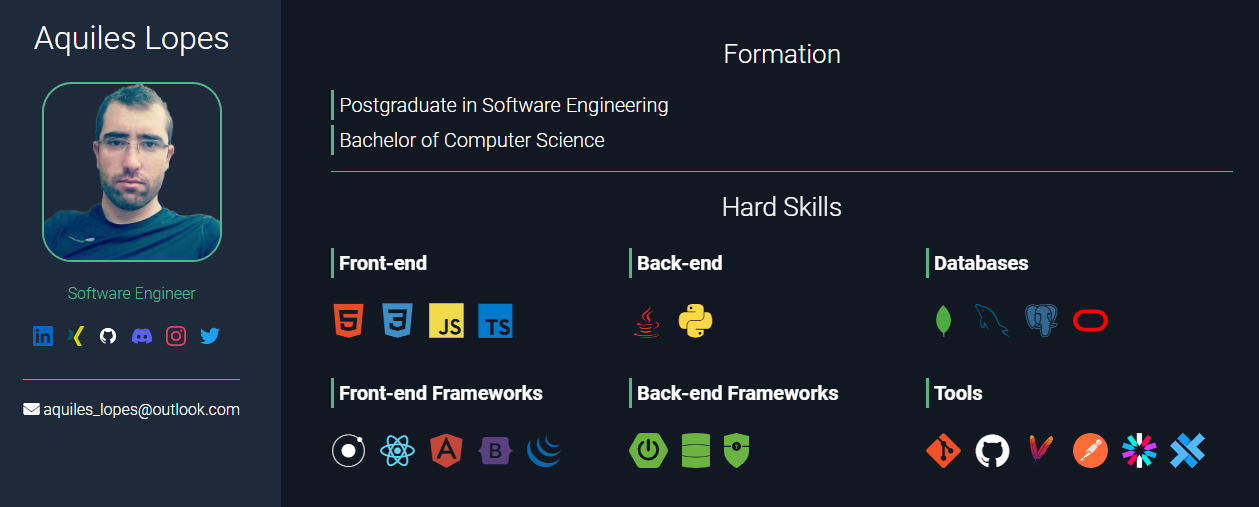 Aquiles Lopes
Software Engineer
in
aquiles_lopes@outlook.com
Formation
Postgraduate in Software Engineering
Bachelor of Computer Science
Hard Skills
Front-end
5 3 JS TS
Back-end
Databases
Front-end Frameworks
A B
Back-end Frameworks
Tools